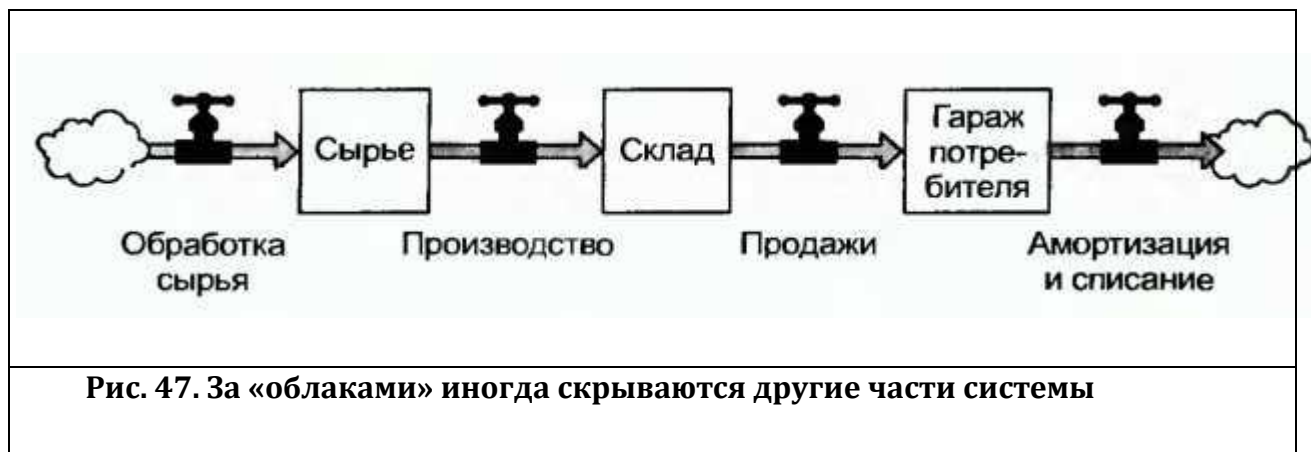 Сырье
Склад
Гараж
потре-
бителя
Обработка
сырья
Производство
Продажи
Амортизация
и списание
Рис. 47. За «облаками» иногда скрываются другие части системы